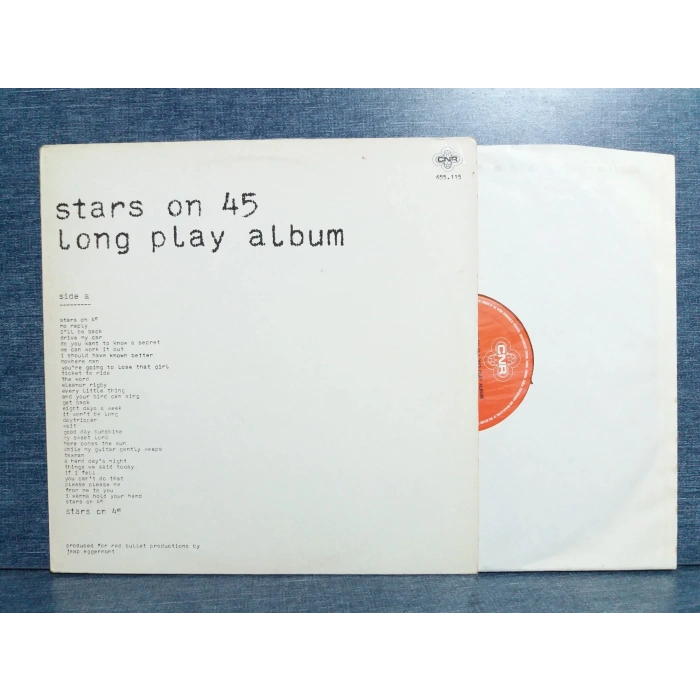 CNR
655.115
stars on 45
long play album
side a
stars on 45
no reply
i'll be back
drive my car
do you want to know a secret
we can work it out
i should have known better
nowhere man
you're going to lose that girl
ticket to ride
the word
eleanor rigby
every little thing
and your bird can sing
get back
eight days a week
it won't be long
daytripper
wait
good day sunshine
my sweet lord
here comes the sun
while my guitar gently weeps
taxman
a hard day's night
things we said today
if i fell
you can't do that
please please me
from me to you
i wanna hold your hand
stars on 45
stars on 45
produced for red bullet productions by
jaap eggermont
CNR